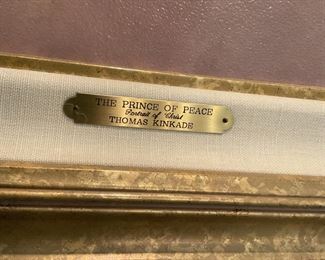 THE PRINCE OF PEACE
Portrait of Christ
THOMAS KINKADE